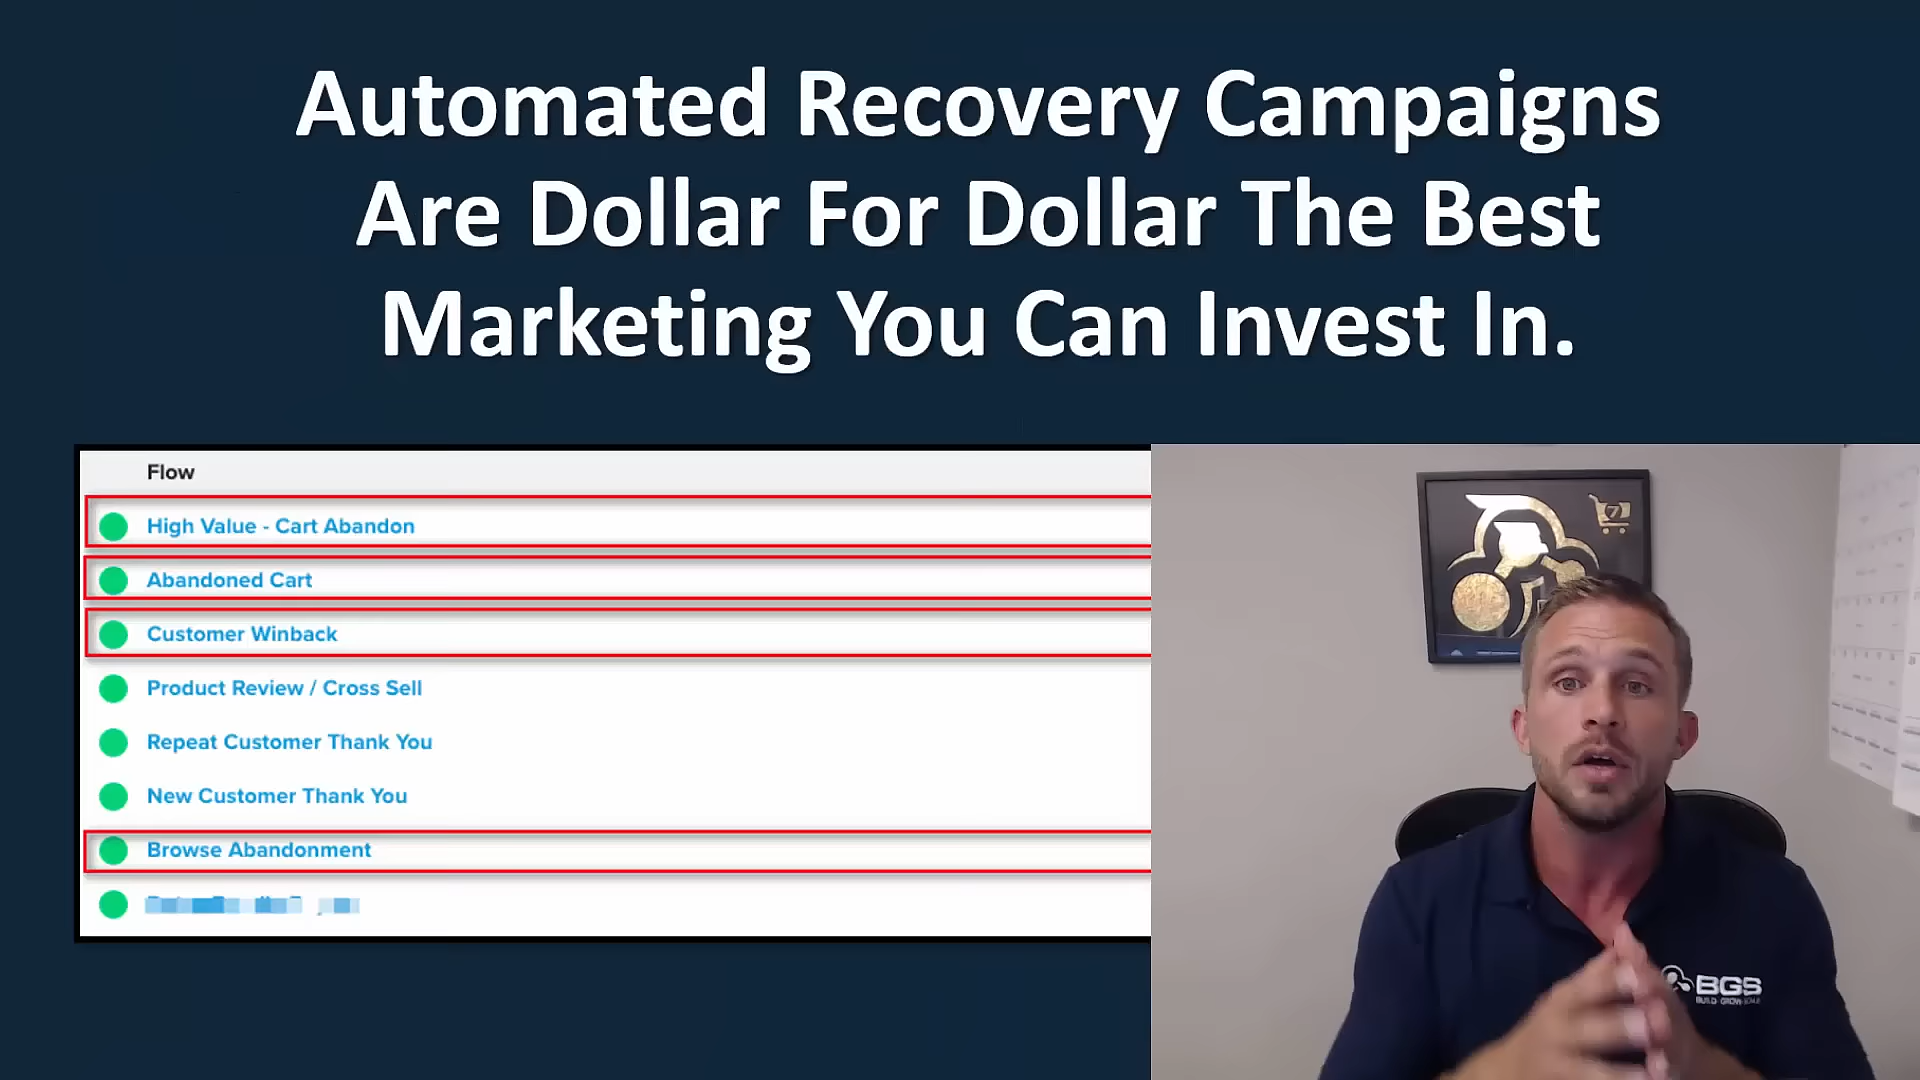 Automated Recovery Campaigns
Are Dollar For Dollar The Best
Marketing You Can Invest In.
Flow
High Value - Cart Abandon
Abandoned Cart
Customer Winback
Product Review / Cross Sell
Repeat Customer Thank You
New Customer Thank You
Browse Abandonment
7
BGS